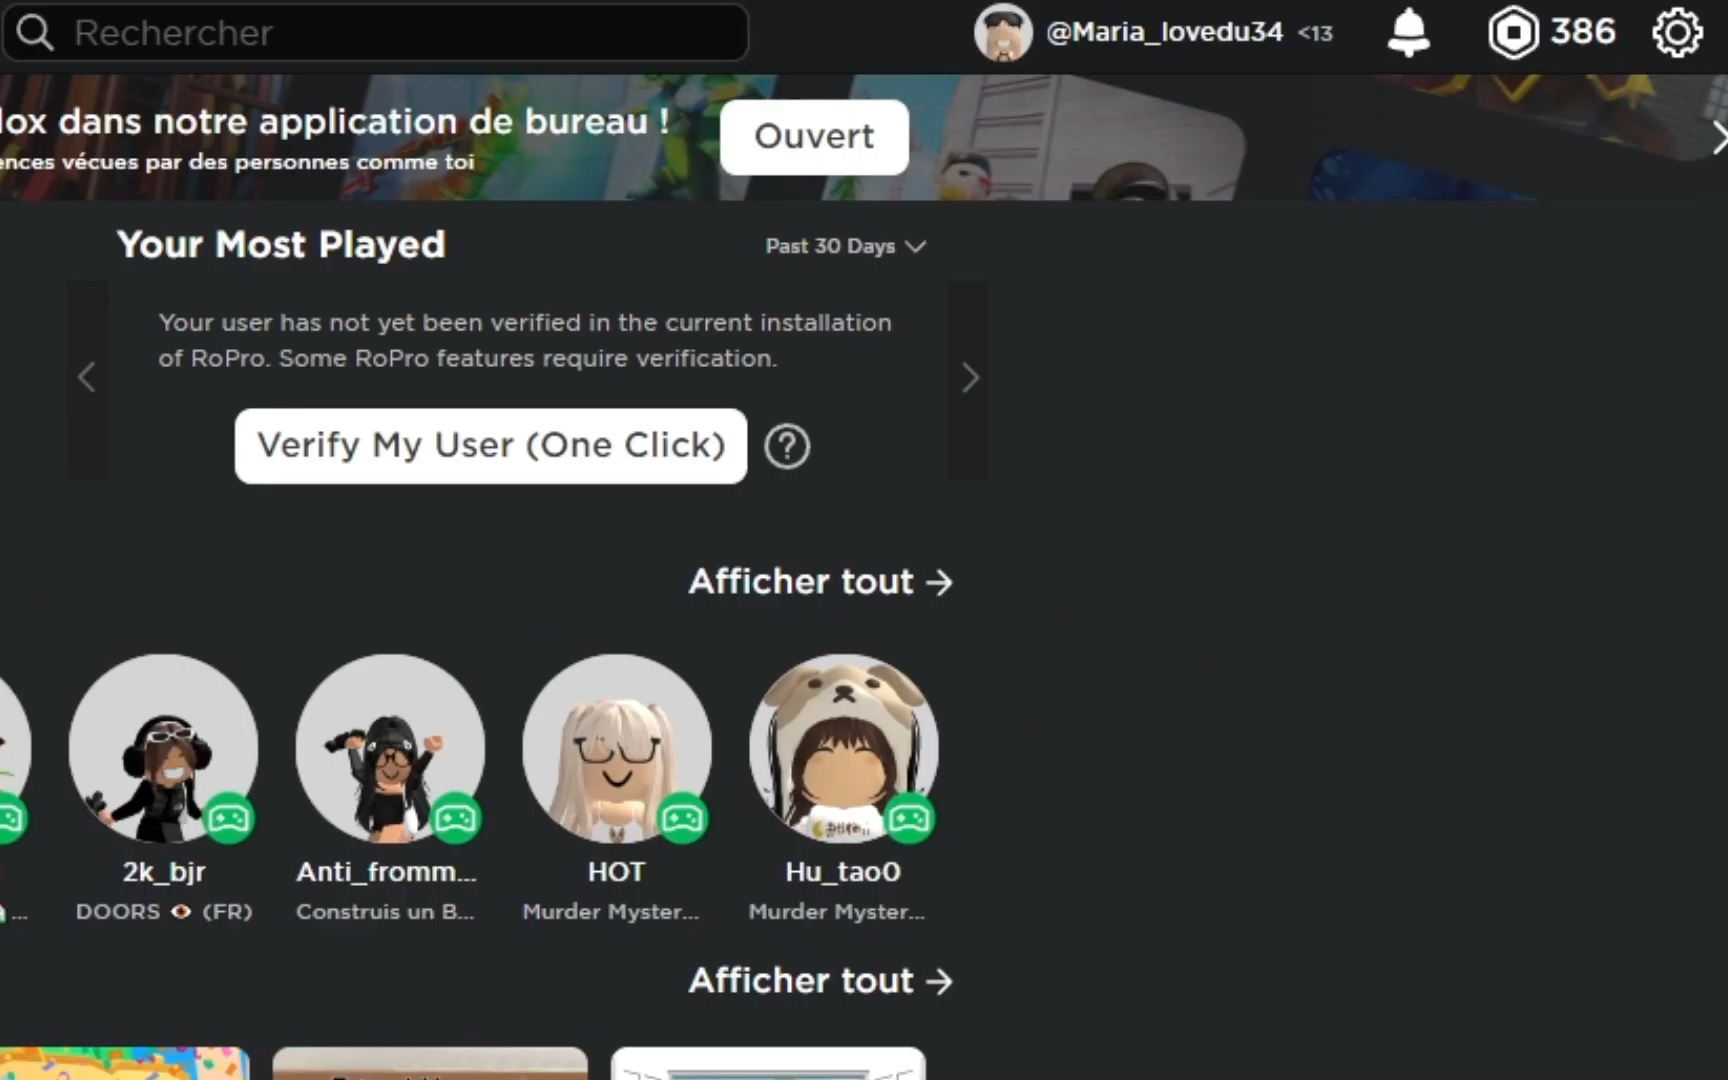 Rechercher
@Maria_lovedu34 <13
386
lox dans notre application de bureau !
ences vécues par des personnes comme toi
Ouvert
Your Most Played
Past 30 Days
Your user has not yet been verified in the current installation
of RoPro. Some RoPro features require verification.
Verify My User (One Click)
Afficher tout →
2k_bjr
Anti_fromm...
HOT
Hu_tao0
DOORS 👁 (FR)
Construis un B...
Murder Myster...
Murder Myster...
Afficher tout →